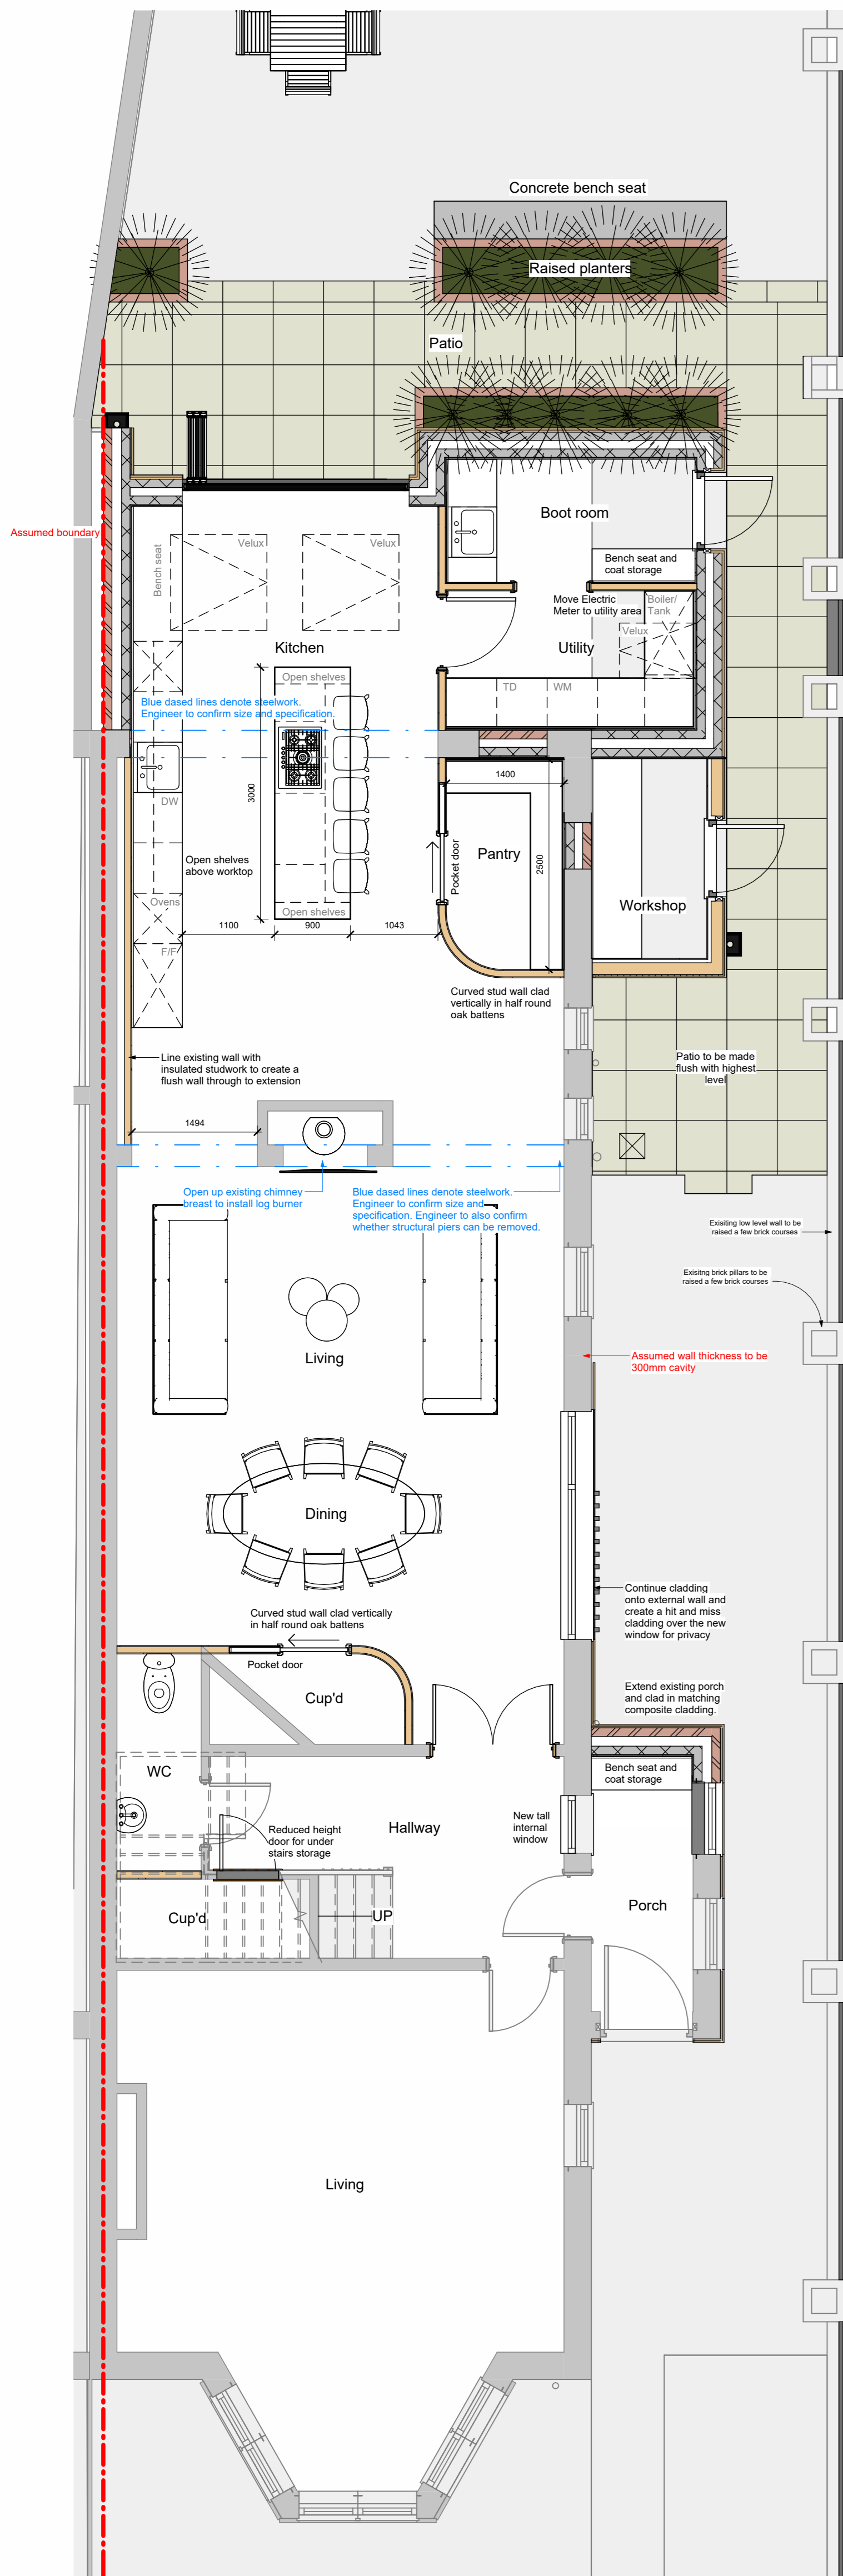 Concrete bench seat
Raised planters
Patio
Assumed boundary
Bench seat
Velux
Velux
Boot room
Bench seat and
coat storage
Move Electric
Meter to utility area
Boiler/
Tank
Velux
Kitchen
Utility
Open shelves
TD
WM
Blue dased lines denote steelwork.
Engineer to confirm size and specification.
1400
DW
3000
Open shelves
above worktop
Pocket door
Pantry
2500
Ovens
Workshop
Open shelves
F/F
1100
900
1043
Curved stud wall clad
vertically in half round
oak battens
Line existing wall with
insulated studwork to create a
flush wall through to extension
Patio to be made
flush with highest
level
1494
Open up existing chimney
breast to install log burner
Blue dased lines denote steelwork.
Engineer to confirm size and
specification. Engineer to also confirm
whether structural piers can be removed.
Exisiting low level wall to be
raised a few brick courses
Exisitng brick pillars to be
raised a few brick courses
Living
Assumed wall thickness to be
300mm cavity
Dining
Continue cladding
onto external wall and
create a hit and miss
cladding over the new
window for privacy
Curved stud wall clad vertically
in half round oak battens
Pocket door
Cup'd
Extend existing porch
and clad in matching
composite cladding.
WC
Bench seat and
coat storage
Reduced height
door for under
stairs storage
Hallway
New tall
internal
window
Cup'd
UP
Porch
Living